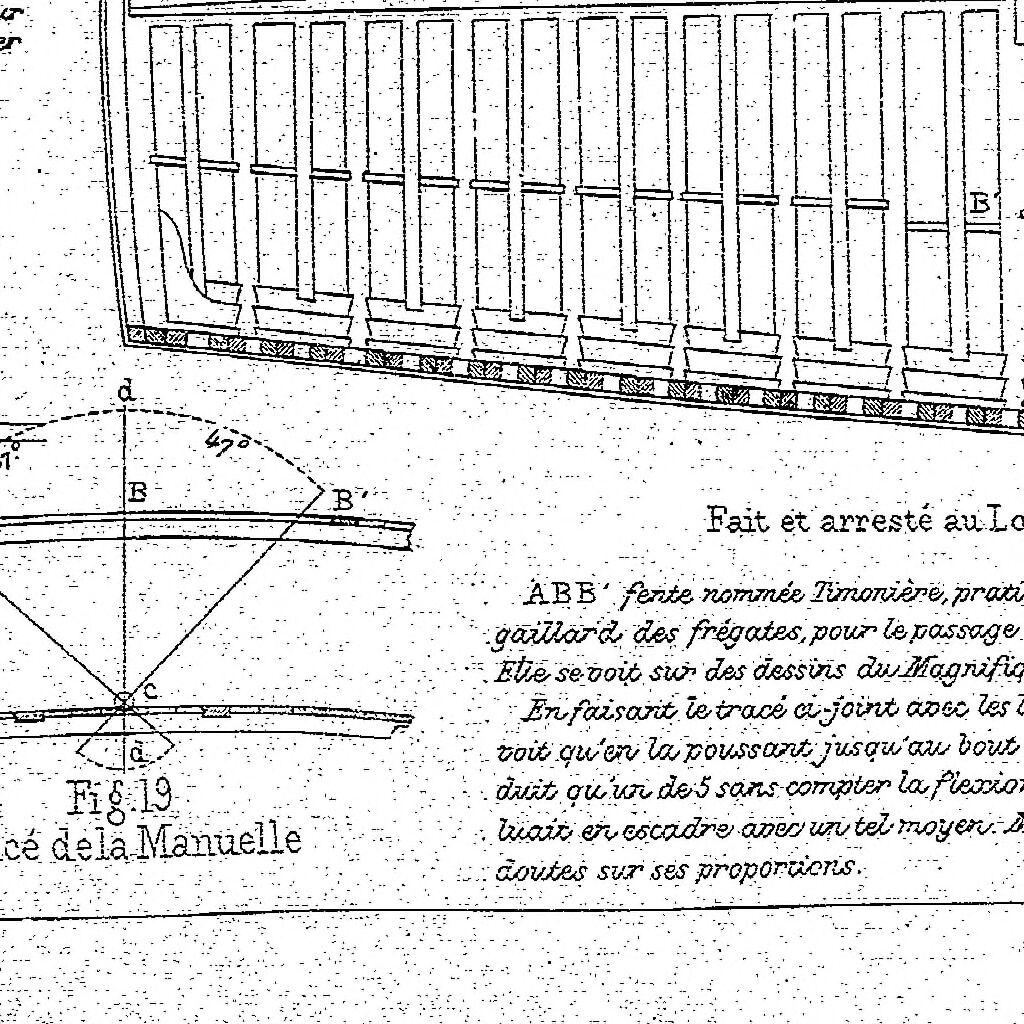 B'
d
47°
B
B'
c
d
Fig. 19
cé de la Manuelle
Fait et arresté au Lo
ABB' fente nommée Timonière, prati
gaillard des frégates, pour le passage
Elle se voit sur des dessins du Magnifiq
En faisant le tracé ci-joint avec les l
voit qu'en la poussant jusqu'au bout
duit qu'un de 5 sans compter la flexion
luait en escadre avec un tel moyen.
doutes sur ses proportions.